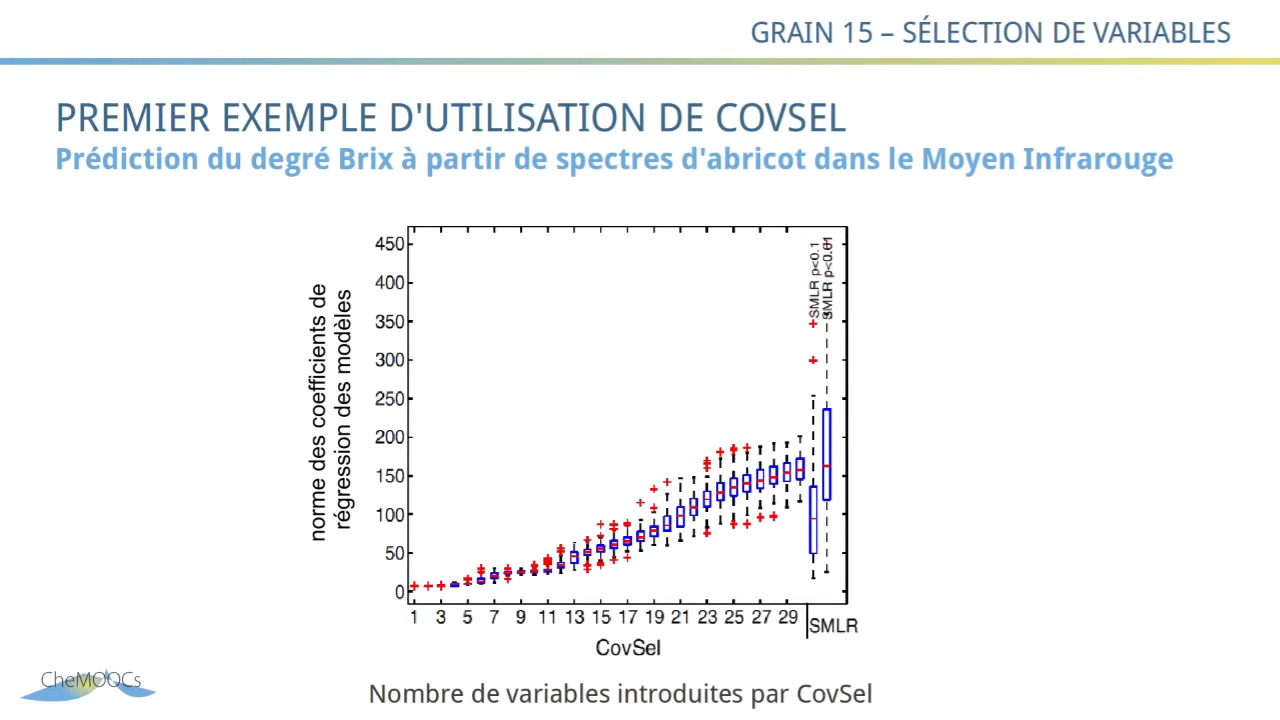 GRAIN 15 – SÉLECTION DE VARIABLES
PREMIER EXEMPLE D'UTILISATION DE COVSEL
Prédiction du degré Brix à partir de spectres d'abricot dans le Moyen Infrarouge
norme des coefficients de
régression des modèles
450
400
350
300
250
200
150
100
50
0
SMLR p<0.1
SMLR p<0.01
1 3 5 7 9 11 13 15 17 19 21 23 25 27 29
SMLR
CovSel
Nombre de variables introduites par CovSel
CheMOOCs